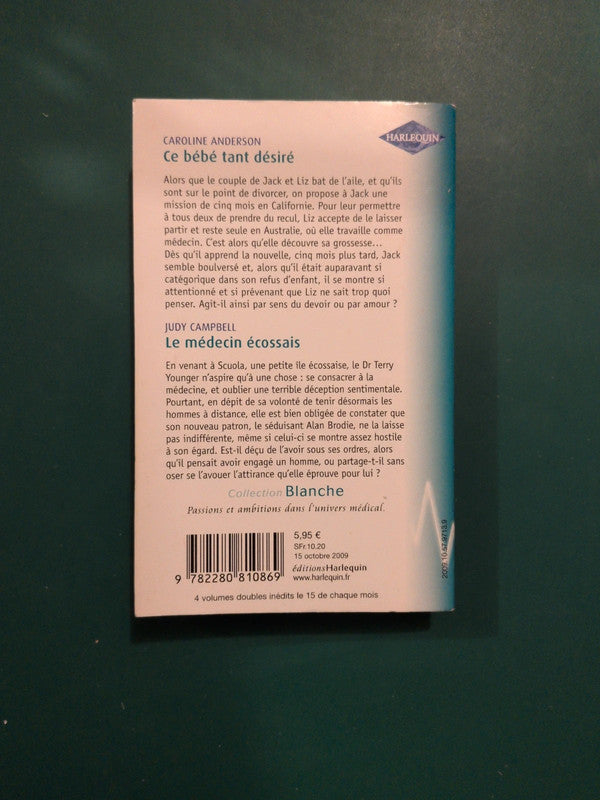 HARLEQUIN
CAROLINE ANDERSON
Ce bébé tant désiré
Alors que le couple de Jack et Liz bat de l'aile, et qu'ils
sont sur le point de divorcer, on propose à Jack une
mission de cinq mois en Californie. Pour leur permettre
à tous deux de prendre du recul, Liz accepte de le laisser
partir et reste seule en Australie, où elle travaille comme
médecin. C'est alors qu'elle découvre sa grossesse...
Dès qu'il apprend la nouvelle, cinq mois plus tard, Jack
semble boulversé et, alors qu'il était auparavant si
catégorique dans son refus d'enfant, il se montre si
attentionné et si prévenant que Liz ne sait trop quoi
penser. Agit-il ainsi par sens du devoir ou par amour ?
JUDY CAMPBELL
Le médecin écossais
En venant à Scuola, une petite île écossaise, le Dr Terry
Younger n'aspire qu'à une chose : se consacrer à la
médecine, et oublier une terrible déception sentimentale.
Pourtant, en dépit de sa volonté de tenir désormais les
hommes à distance, elle est bien obligée de constater que
son nouveau patron, le séduisant Alan Brodie, ne la laisse
pas indifférente, même si celui-ci se montre assez hostile
à son égard. Est-il déçu de l'avoir sous ses ordres, alors
qu'il pensait avoir engagé un homme, ou partage-t-il sans
oser se l'avouer l'attirance qu'elle éprouve pour lui ?
Collection Blanche
Passions et ambitions dans l'univers médical.
5,95 €
SFr.10.20
15 octobre 2009
éditionsHarlequin
www.harlequin.fr
9 782280 810869
4 volumes doubles inédits le 15 de chaque mois
2009.10.57.9713.9